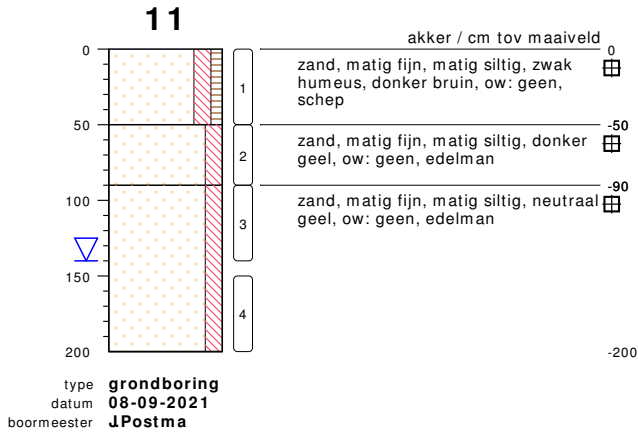 11
akker / cm tov maaiveld
0
0
1
zand, matig fijn, matig siltig, zwak
humeus, donker bruin, ow: geen,
schep
50
-50
2
zand, matig fijn, matig siltig, donker
geel, ow: geen, edelman
-90
100
3
zand, matig fijn, matig siltig, neutraal
geel, ow: geen, edelman
150
4
200
-200
type grondboring
datum 08-09-2021
boormeester J.Postma